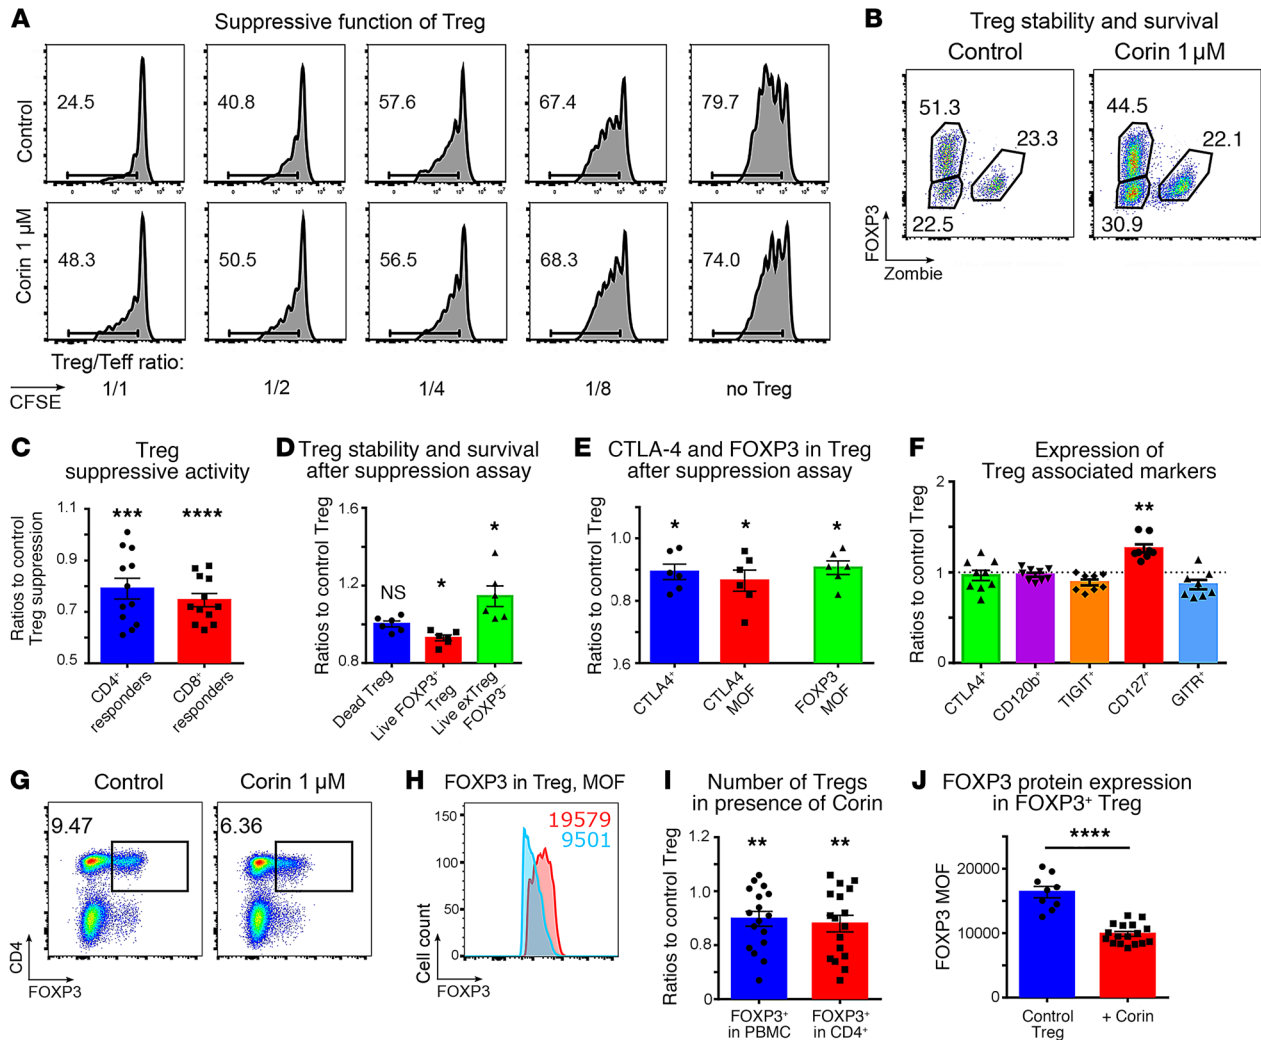 A
Suppressive function of Treg
Control
24.5
40.8
57.6
67.4
79.7
Corin 1 µM
48.3
50.5
56.5
68.3
74.0
Treg/Teff ratio:
1/1
1/2
1/4
1/8
no Treg
CFSE
B
Treg stability and survival
Control
Corin 1 µM
51.3
23.3
22.5
44.5
22.1
30.9
FOXP3
Zombie
C
Treg
suppressive activity
Ratios to control
Treg suppression
1.1
0.9
0.7
0.5
***
****
CD4+
responders
CD8+
responders
D
Treg stability and survival
after suppression assay
Ratios to control Treg
1.6
1.2
0.8
NS
*
*
Dead Treg
Live FOXP3+
Treg
Live exTreg
FOXP3-
E
CTLA-4 and FOXP3 in Treg
after suppression assay
Ratios to control Treg
1.0
0.8
*
*
*
CTLA4+
CTLA4
MOF
FOXP3
MOF
F
Expression of
Treg associated markers
Ratios to control Treg
2
1
0
**
CTLA4+
CD120b+
TIGIT+
CD127+
GITR+
G
Control
Corin 1 µM
9.47
6.36
CD4
FOXP3
H
FOXP3 in Treg, MOF
19579
9501
150
100
50
0
Cell count
FOXP3
I
Number of Tregs
in presence of Corin
Ratios to control Treg
1.2
1.0
0.8
0
**
**
FOXP3+
in PBMC
FOXP3+
in CD4+
J
FOXP3 protein expression
in FOXP3+ Treg
****
FOXP3 MOF
20000
10000
0
Control
Treg
+ Corin